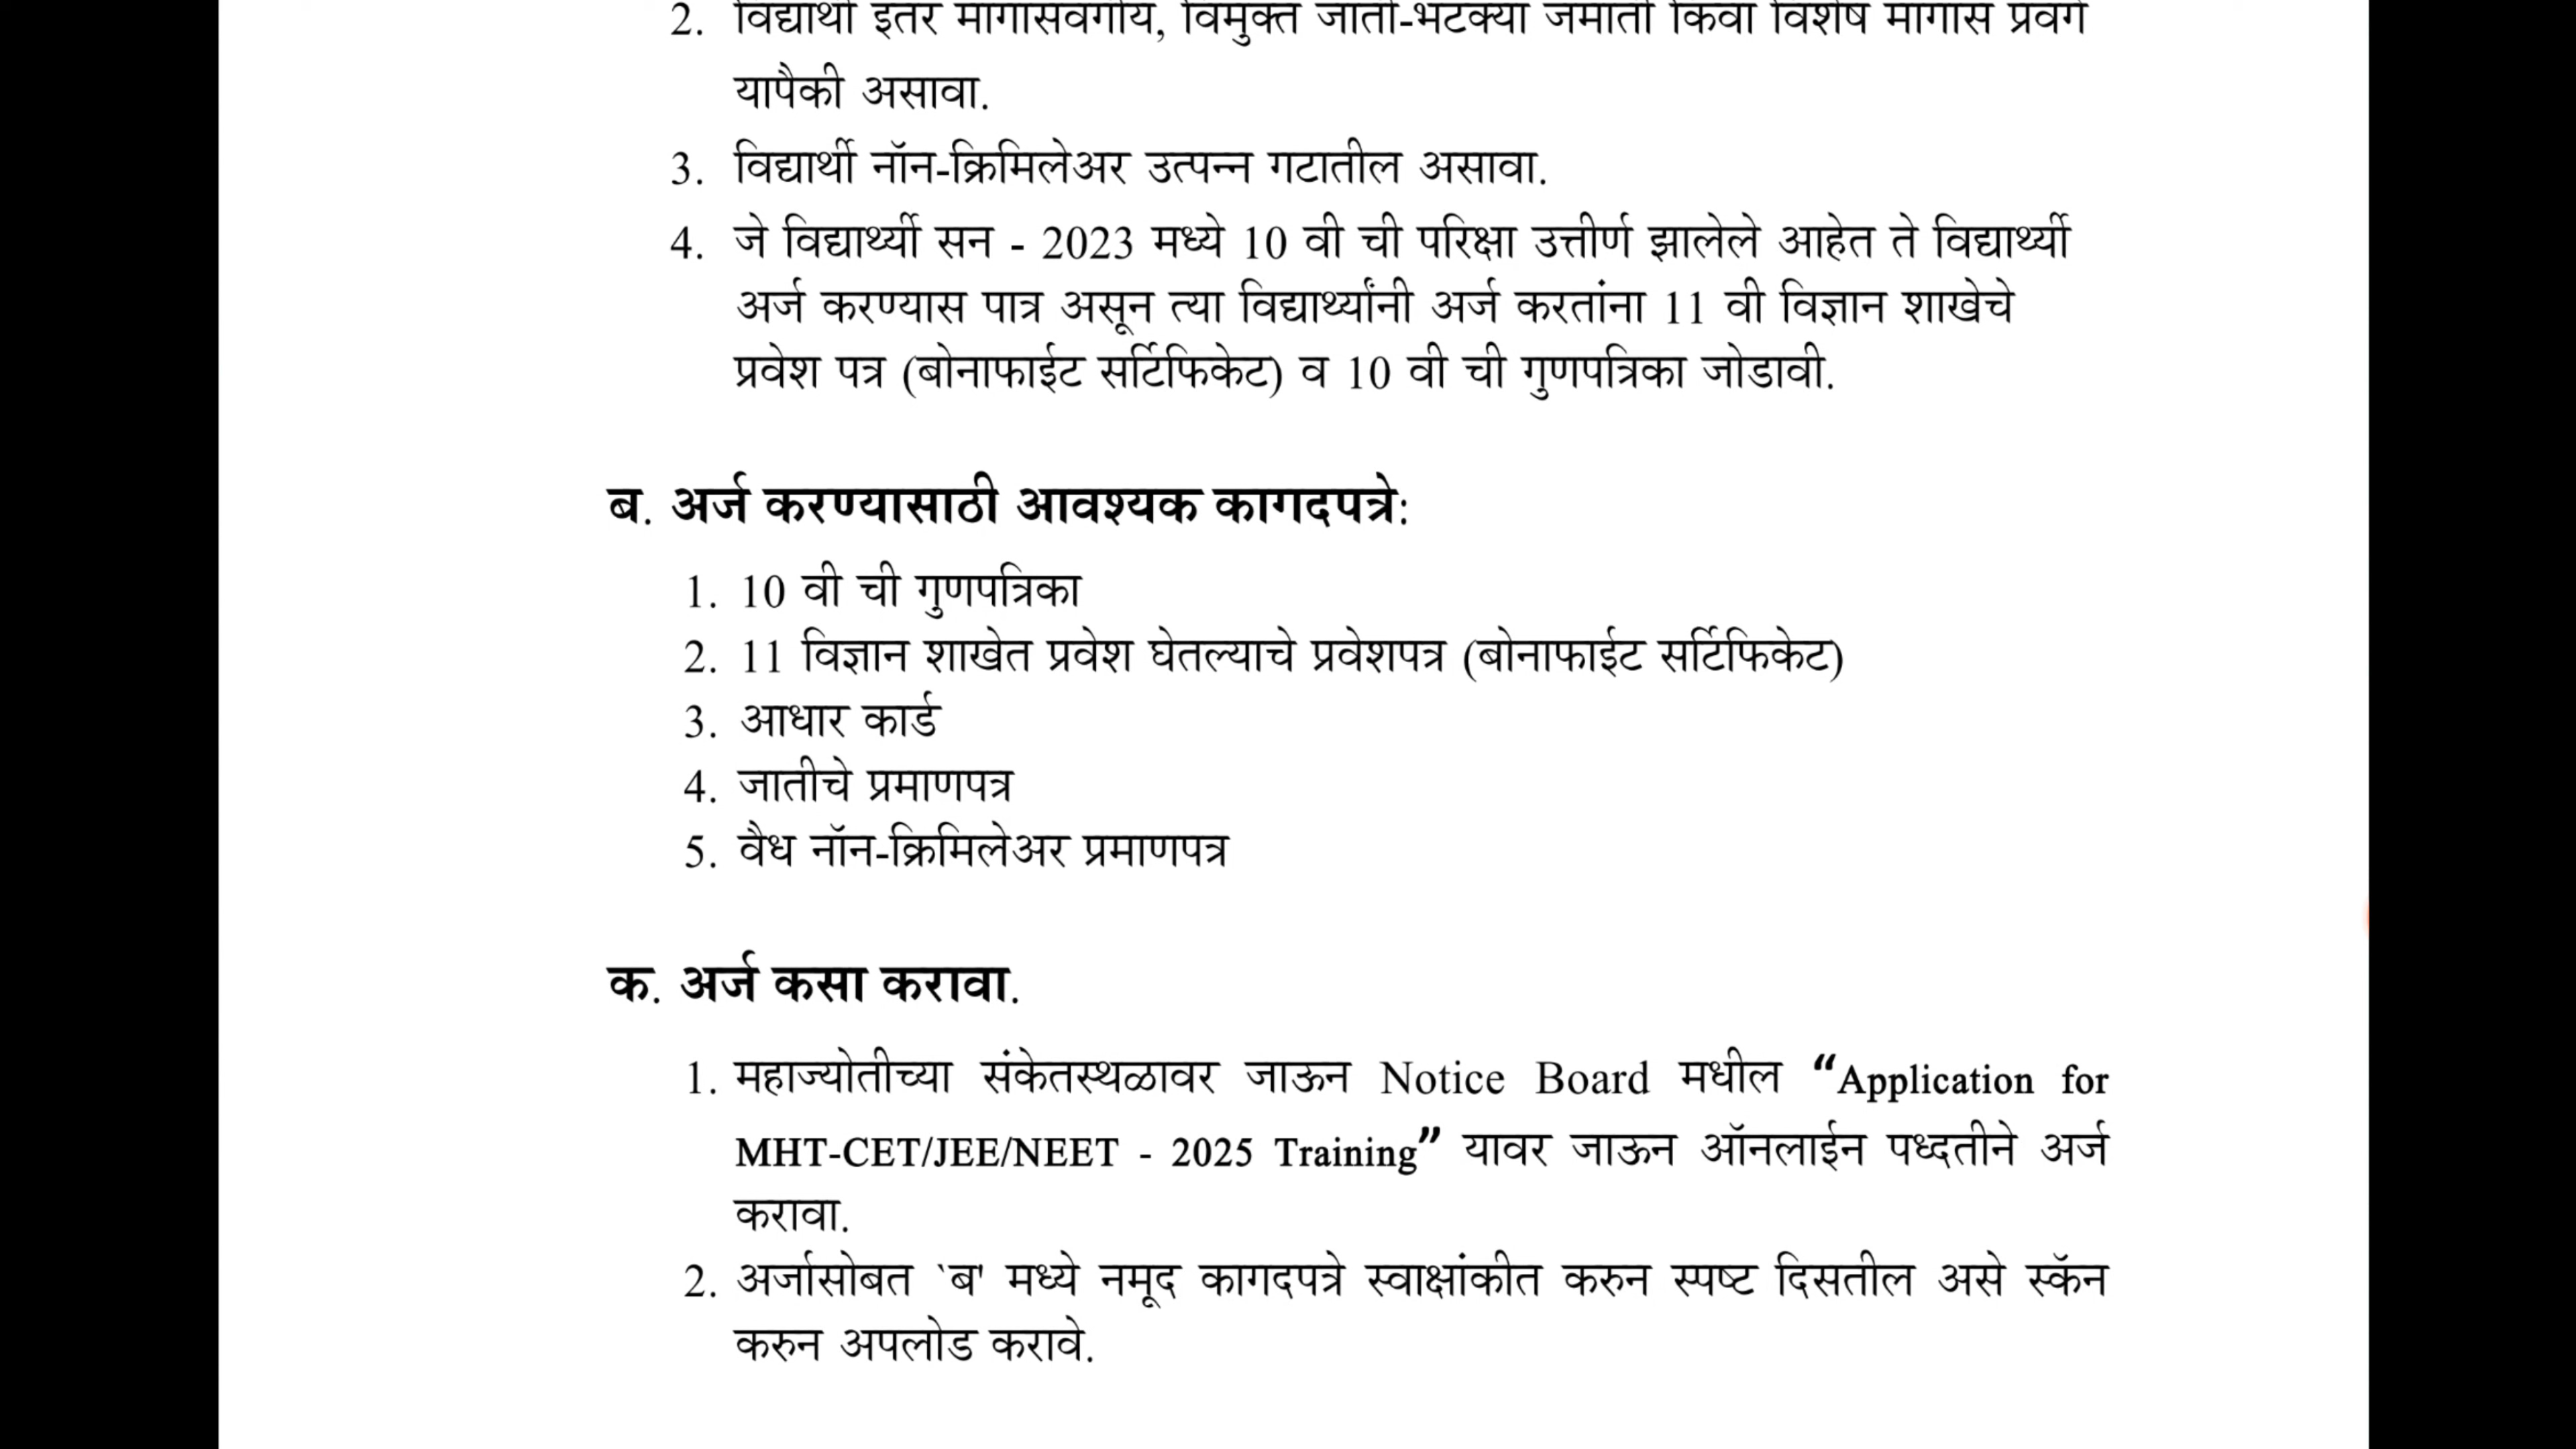 2. विद्यार्थी इतर मागासवर्गीय, विमुक्त जाती-भटक्या जमाती किंवा विशेष मागास प्रवर्ग
यापैकी असावा.
3. विद्यार्थी नॉन-क्रिमिलेअर उत्पन्न गटातील असावा.
4. जे विद्यार्थ्यी सन - 2023 मध्ये 10 वी ची परिक्षा उत्तीर्ण झालेले आहेत ते विद्यार्थ्यी
अर्ज करण्यास पात्र असून त्या विद्यार्थ्यांनी अर्ज करतांना 11 वी विज्ञान शाखेचे
प्रवेश पत्र (बोनाफाईट सर्टिफिकेट) व 10 वी ची गुणपत्रिका जोडावी.
ब. अर्ज करण्यासाठी आवश्यक कागदपत्रे:
1. 10 वी ची गुणपत्रिका
2. 11 विज्ञान शाखेत प्रवेश घेतल्याचे प्रवेशपत्र (बोनाफाईट सर्टिफिकेट)
3. आधार कार्ड
4. जातीचे प्रमाणपत्र
5. वैध नॉन-क्रिमिलेअर प्रमाणपत्र
क. अर्ज कसा करावा.
1. महाज्योतीच्या संकेतस्थळावर जाऊन Notice Board मधील “Application for
MHT-CET/JEE/NEET - 2025 Training” यावर जाऊन ऑनलाईन पध्दतीने अर्ज
करावा.
2. अर्जासोबत `ब' मध्ये नमूद कागदपत्रे स्वाक्षांकीत करुन स्पष्ट दिसतील असे स्कॅन
करुन अपलोड करावे.